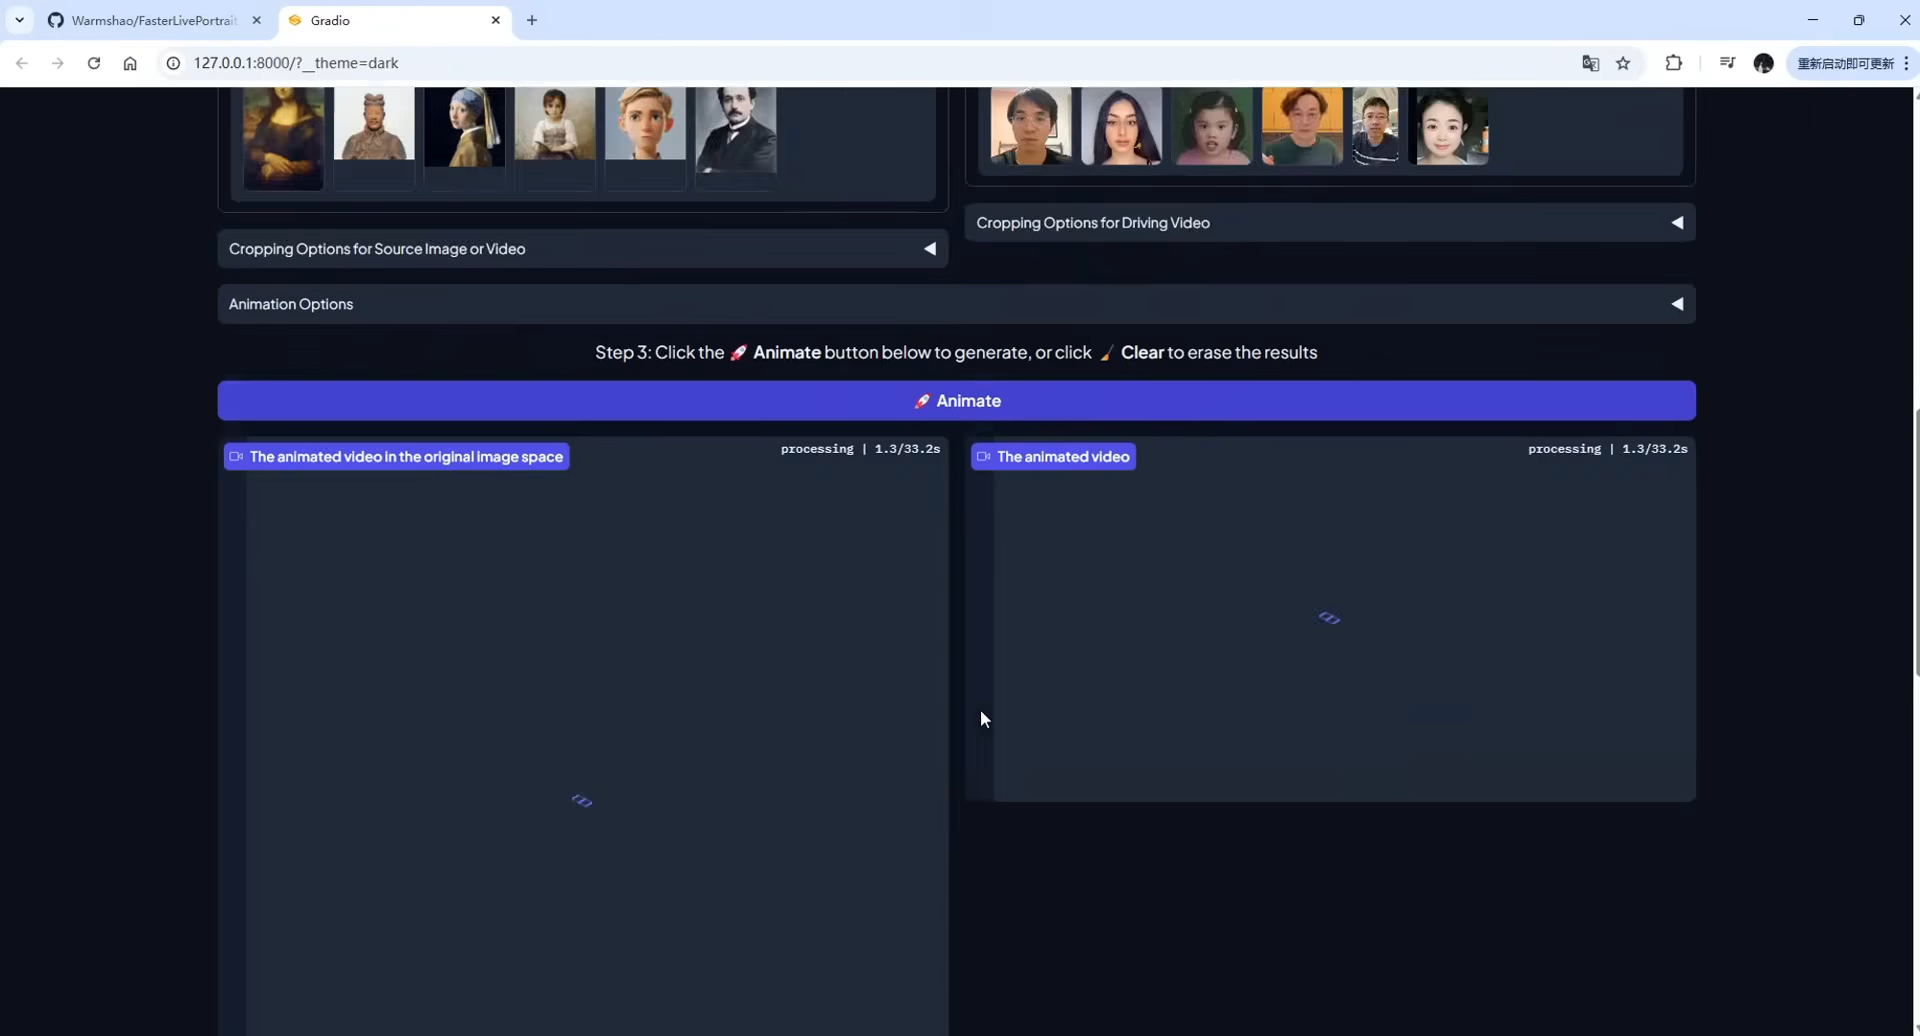 Warmshao/FasterLivePortrait
Gradio
127.0.0.1:8000/?__theme=dark
重新启动即可更新
Cropping Options for Source Image or Video
Cropping Options for Driving Video
Animation Options
Step 3: Click the 🚀 Animate button below to generate, or click 🧹 Clear to erase the results
🚀 Animate
The animated video in the original image space
processing | 1.3/33.2s
The animated video
processing | 1.3/33.2s